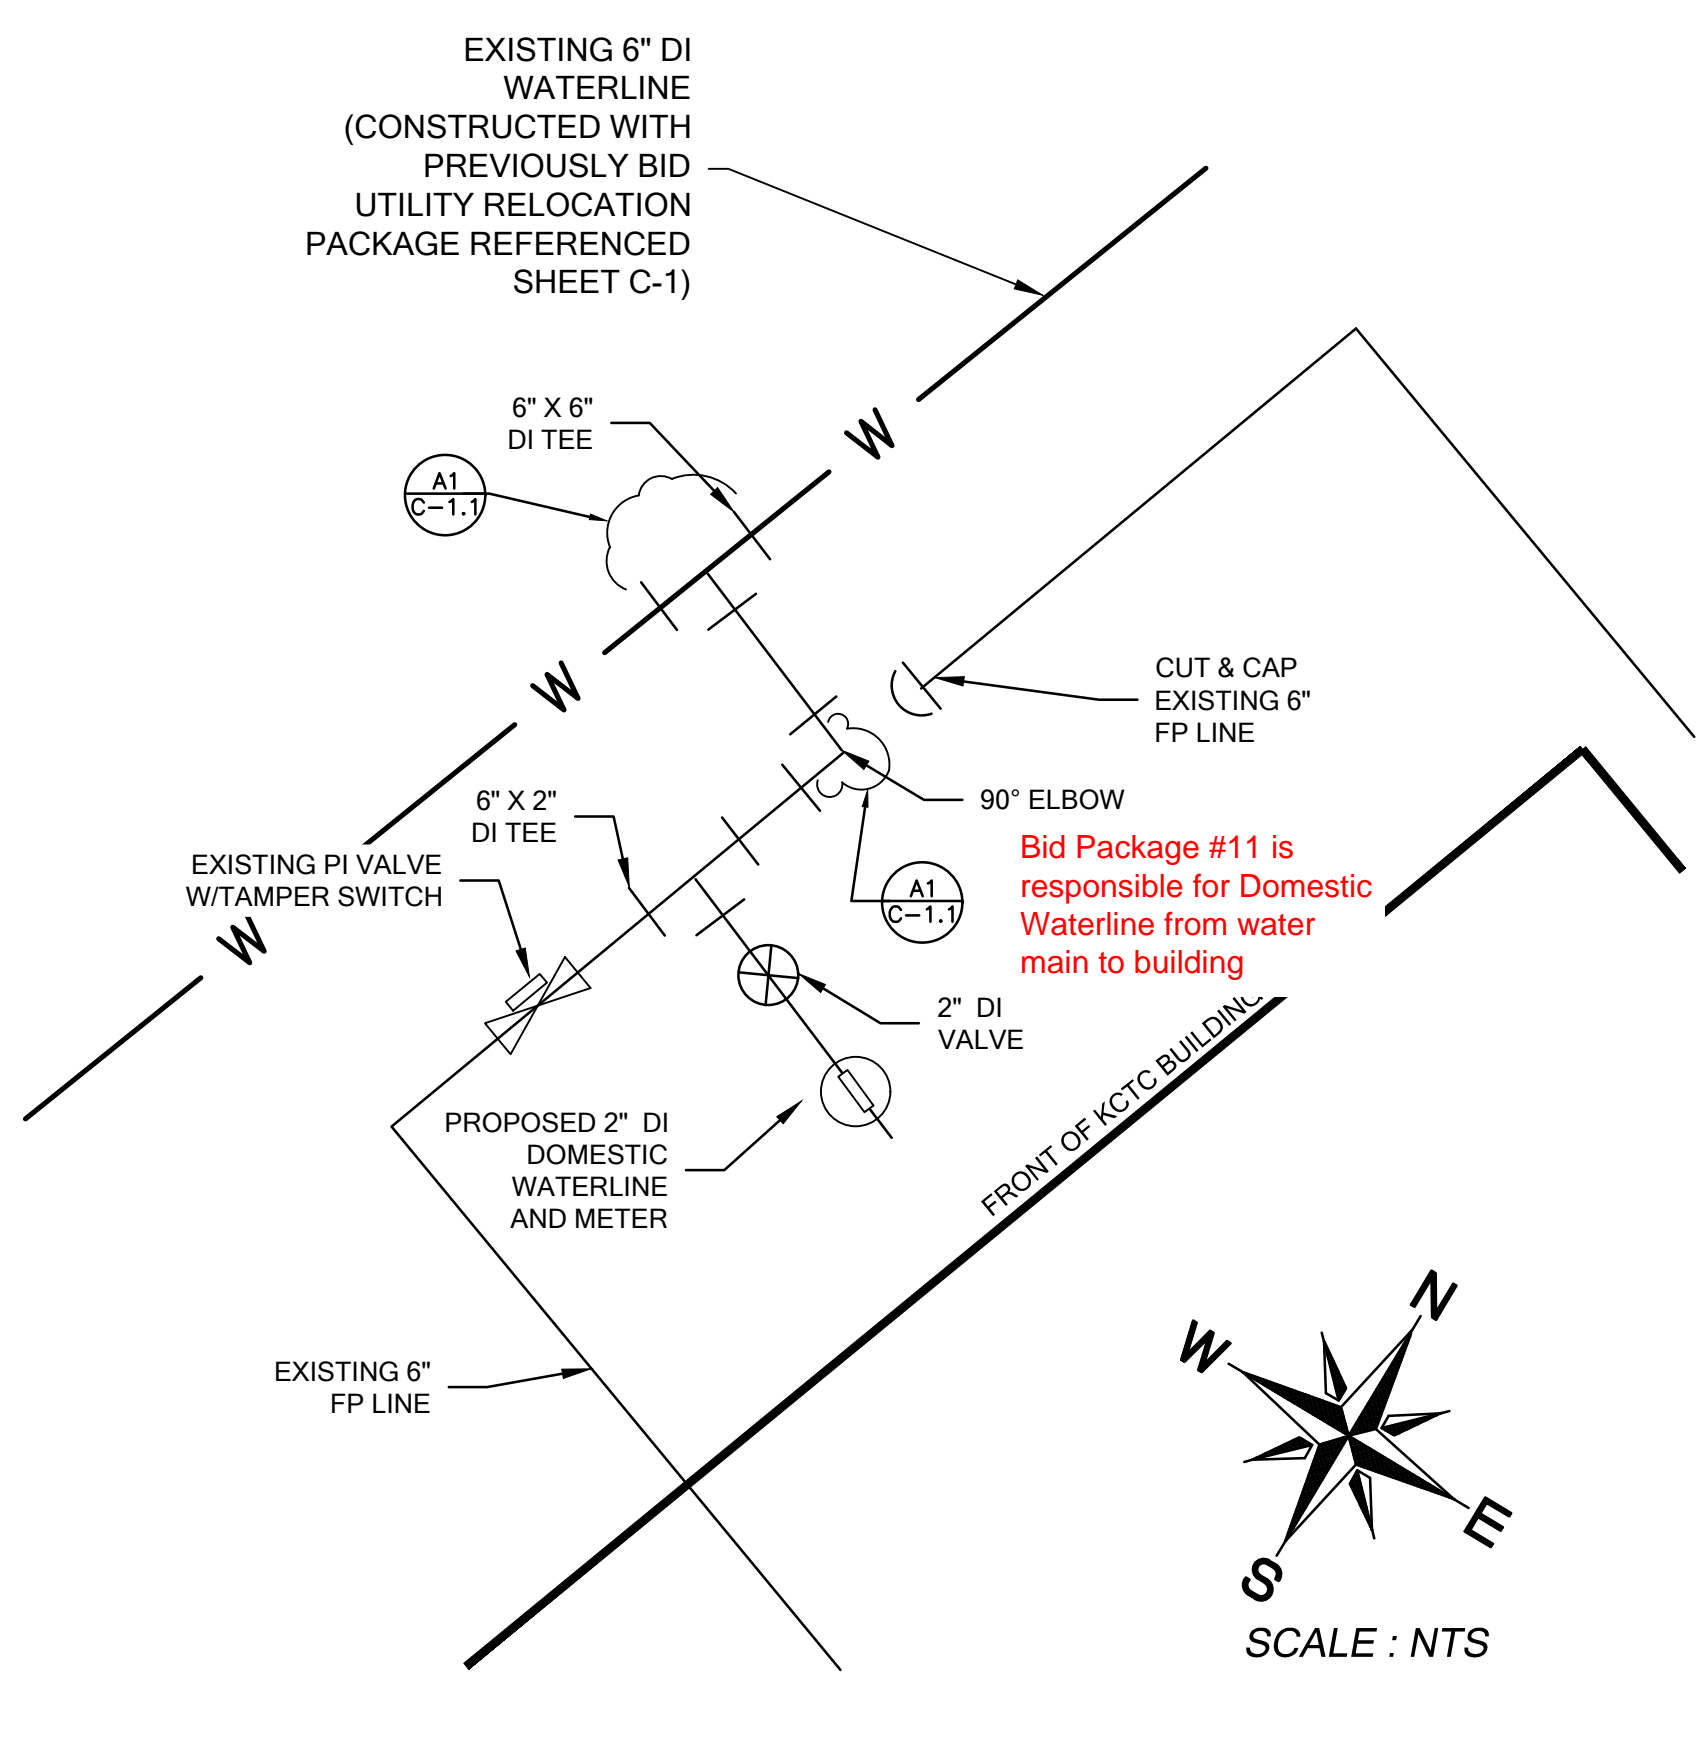 EXISTING 6" DI
WATERLINE
(CONSTRUCTED WITH
PREVIOUSLY BID
UTILITY RELOCATION
PACKAGE REFERENCED
SHEET C-1)
6" X 6"
DI TEE
W
A1
C-1.1
CUT & CAP
EXISTING 6"
FP LINE
W
6" X 2"
DI TEE
90° ELBOW
EXISTING PI VALVE
W/TAMPER SWITCH
Bid Package #11 is
responsible for Domestic
Waterline from water
main to building
A1
C-1.1
W
2" DI
VALVE
FRONT OF KCTC BUILDING
PROPOSED 2" DI
DOMESTIC
WATERLINE
AND METER
EXISTING 6"
FP LINE
N
W
E
S
SCALE : NTS